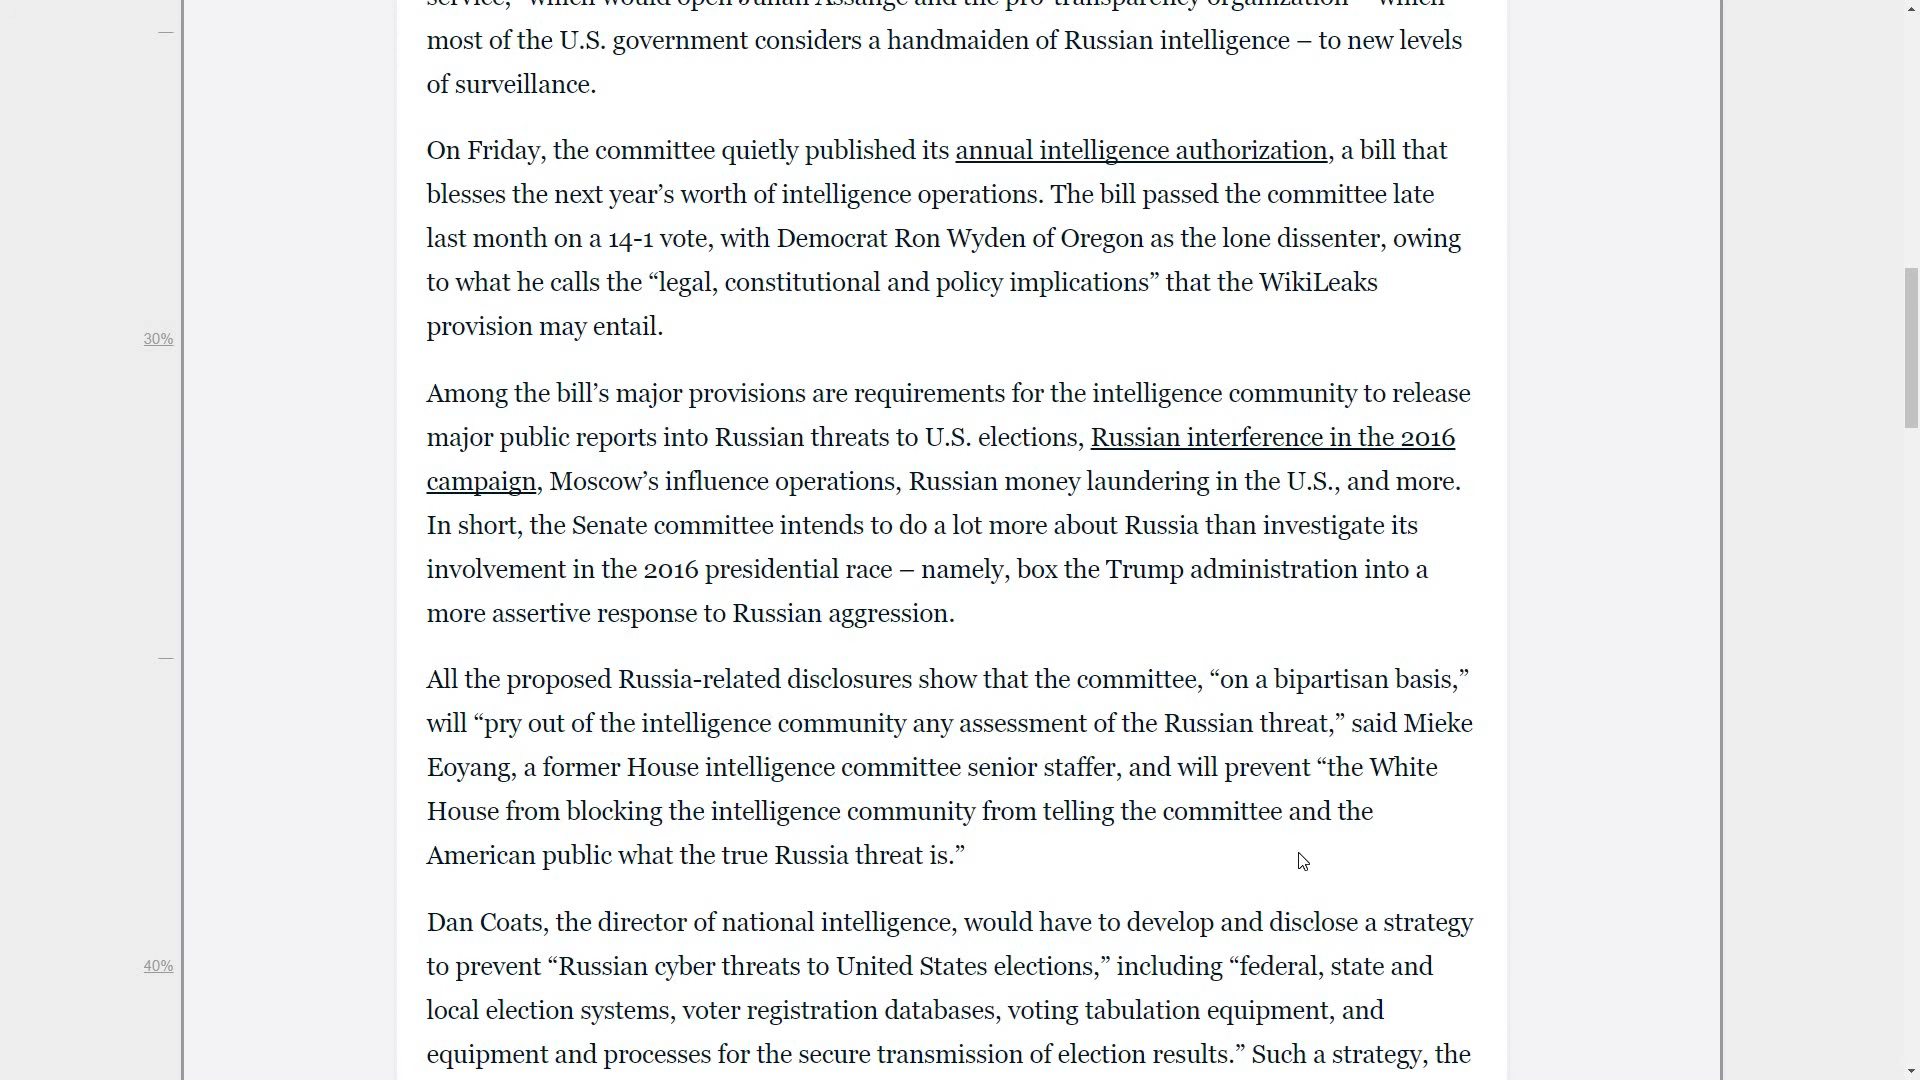 service," which would open Julian Assange and the pro-transparency organization – which
most of the U.S. government considers a handmaiden of Russian intelligence – to new levels
of surveillance.
On Friday, the committee quietly published its annual intelligence authorization, a bill that
blesses the next year’s worth of intelligence operations. The bill passed the committee late
last month on a 14-1 vote, with Democrat Ron Wyden of Oregon as the lone dissenter, owing
to what he calls the “legal, constitutional and policy implications” that the WikiLeaks
provision may entail.
30%
Among the bill’s major provisions are requirements for the intelligence community to release
major public reports into Russian threats to U.S. elections, Russian interference in the 2016
campaign, Moscow’s influence operations, Russian money laundering in the U.S., and more.
In short, the Senate committee intends to do a lot more about Russia than investigate its
involvement in the 2016 presidential race – namely, box the Trump administration into a
more assertive response to Russian aggression.
All the proposed Russia-related disclosures show that the committee, “on a bipartisan basis,”
will “pry out of the intelligence community any assessment of the Russian threat,” said Mieke
Eoyang, a former House intelligence committee senior staffer, and will prevent “the White
House from blocking the intelligence community from telling the committee and the
American public what the true Russia threat is.”
Dan Coats, the director of national intelligence, would have to develop and disclose a strategy
40%
to prevent “Russian cyber threats to United States elections,” including “federal, state and
local election systems, voter registration databases, voting tabulation equipment, and
equipment and processes for the secure transmission of election results.” Such a strategy, the